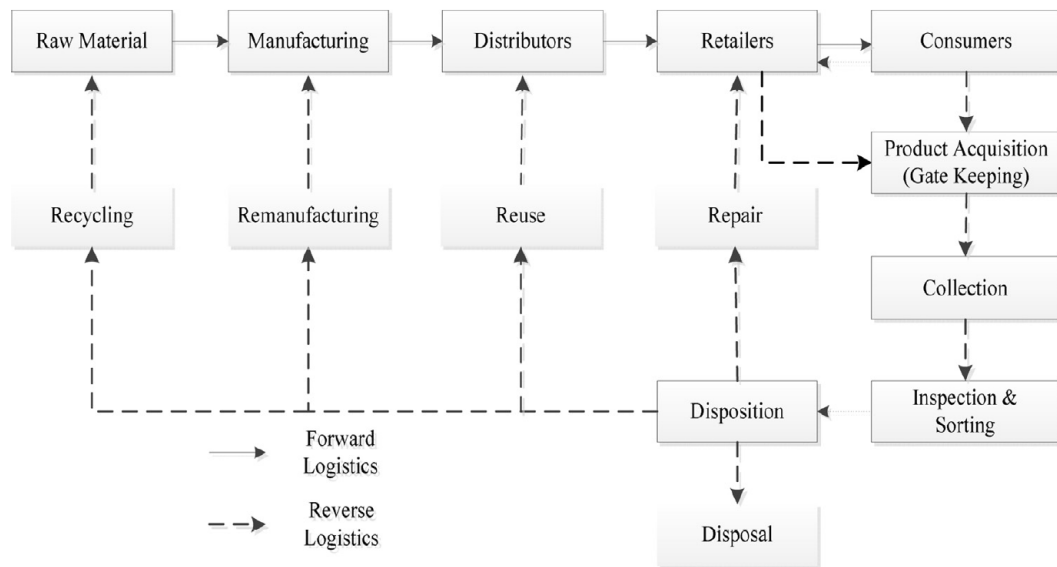 Raw Material
Manufacturing
Distributors
Retailers
Consumers
Product Acquisition
(Gate Keeping)
Recycling
Remanufacturing
Reuse
Repair
Collection
Disposition
Inspection &
Sorting
Forward
Logistics
Reverse
Logistics
Disposal